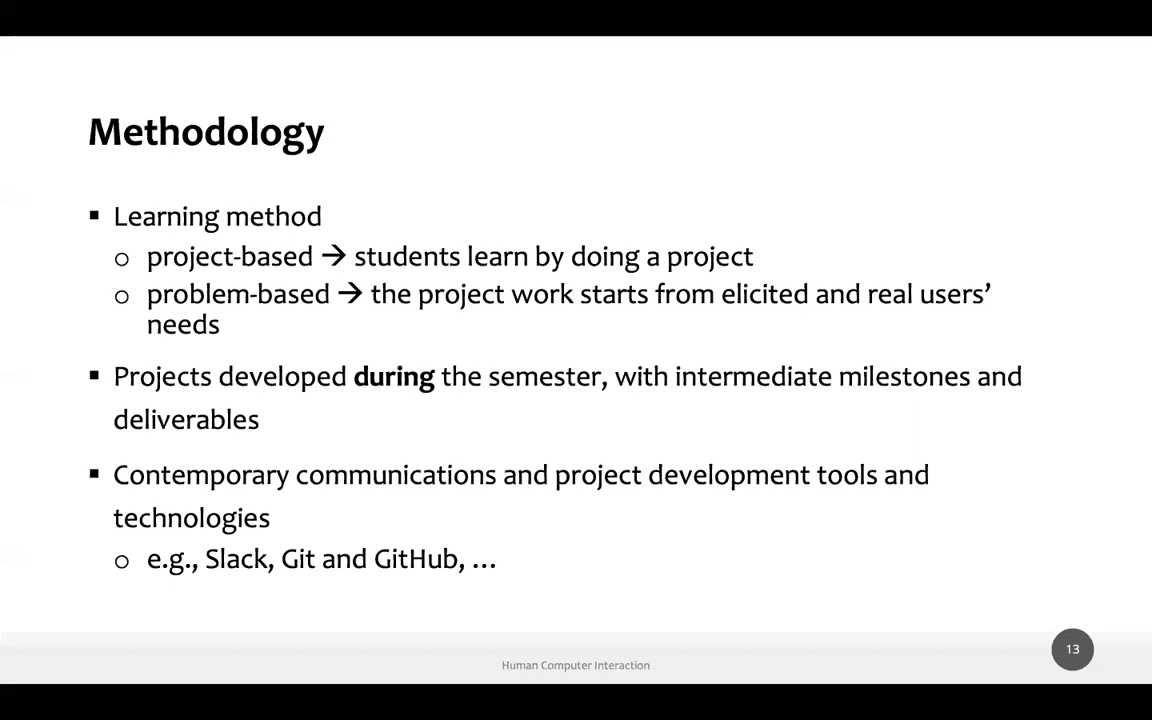 Methodology
▪ Learning method
o project-based → students learn by doing a project
o problem-based → the project work starts from elicited and real users’
needs
▪ Projects developed during the semester, with intermediate milestones and
deliverables
▪ Contemporary communications and project development tools and
technologies
o e.g., Slack, Git and GitHub, …
Human Computer Interaction
13